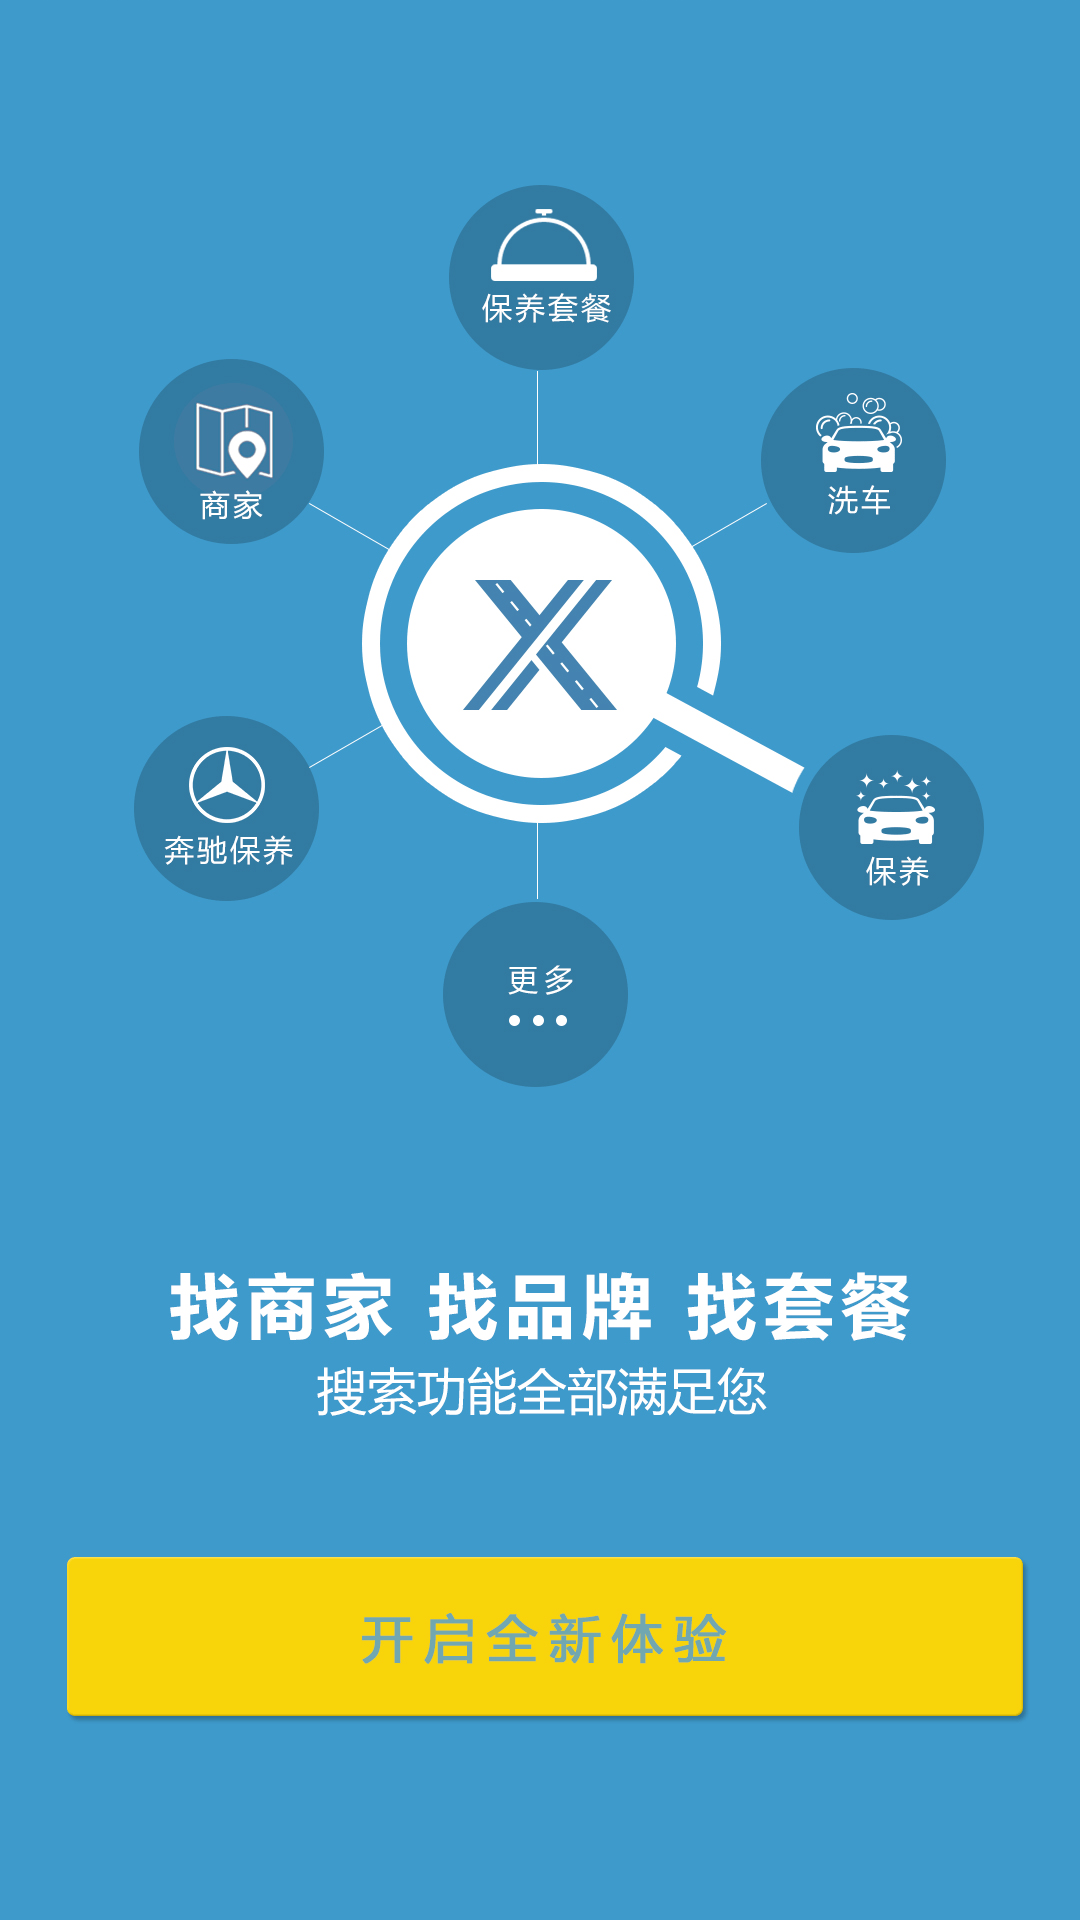 保养套餐
商家
洗车
奔驰保养
保养
更多
找商家 找品牌 找套餐
搜索功能全部满足您
开启全新体验